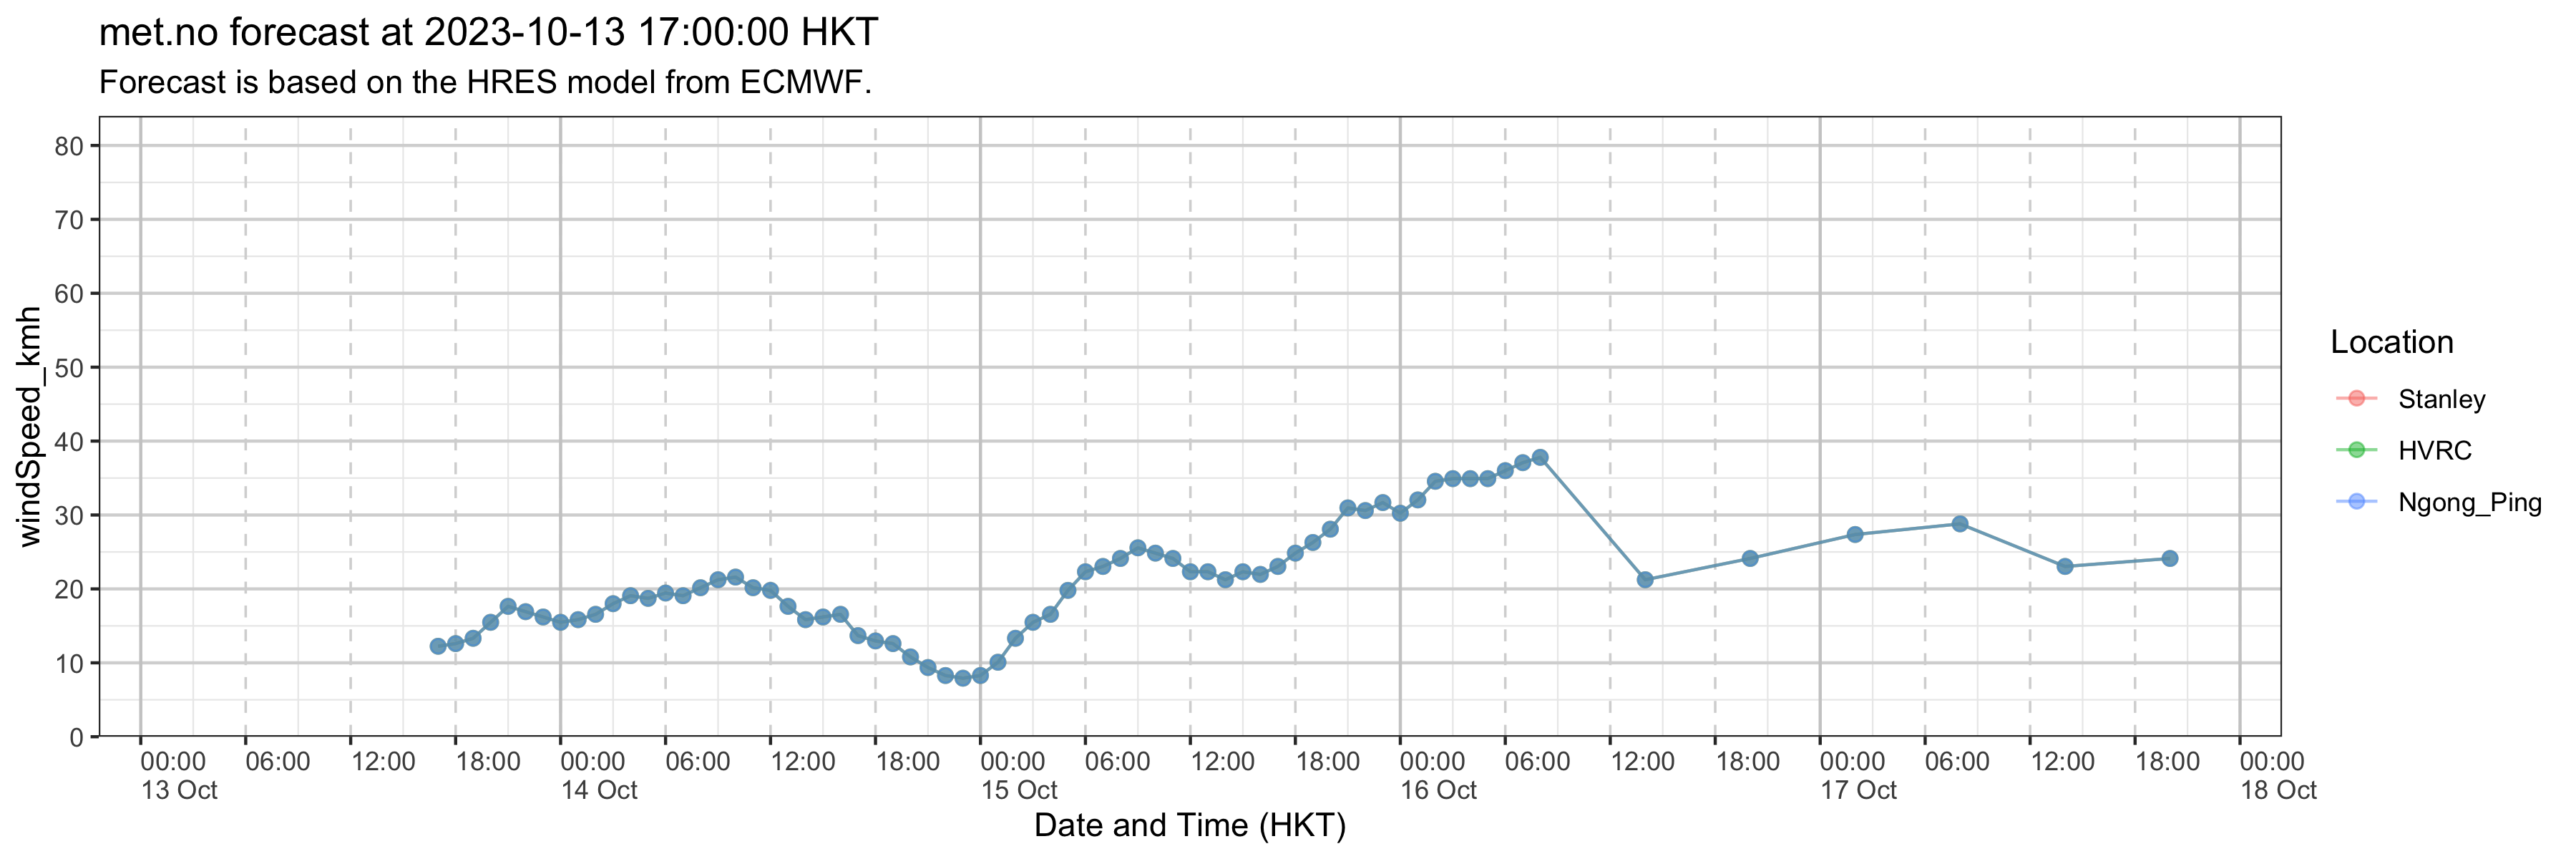 met.no forecast at 2023-10-13 17:00:00 HKT
Forecast is based on the HRES model from ECMWF.
windSpeed_kmh
80
70
60
50
40
30
20
10
0
00:00 06:00 12:00 18:00 00:00 06:00 12:00 18:00 00:00 06:00 12:00 18:00 00:00 06:00 12:00 18:00 00:00 06:00 12:00 18:00 00:00
13 Oct 14 Oct 15 Oct 16 Oct 17 Oct 18 Oct
Date and Time (HKT)
Location
Stanley
HVRC
Ngong_Ping